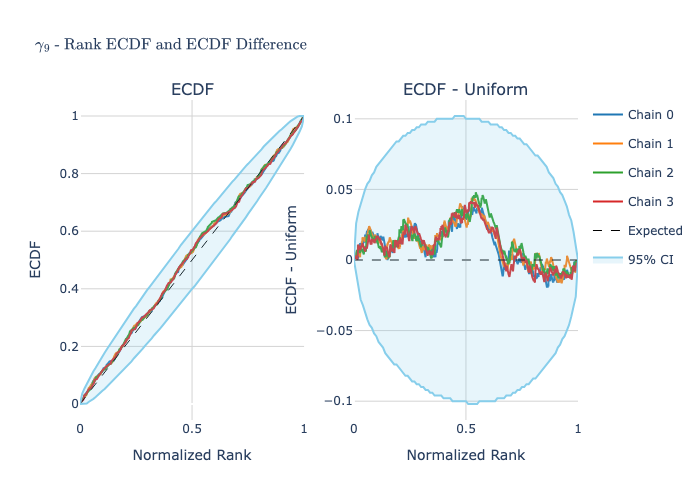 γ₉ - Rank ECDF and ECDF Difference
ECDF
ECDF - Uniform
1
0.8
0.6
0.4
0.2
0
ECDF
0
0.5
1
Normalized Rank
0.1
0.05
0
−0.05
−0.1
ECDF - Uniform
0
0.5
1
Normalized Rank
Chain 0
Chain 1
Chain 2
Chain 3
Expected
95% CI